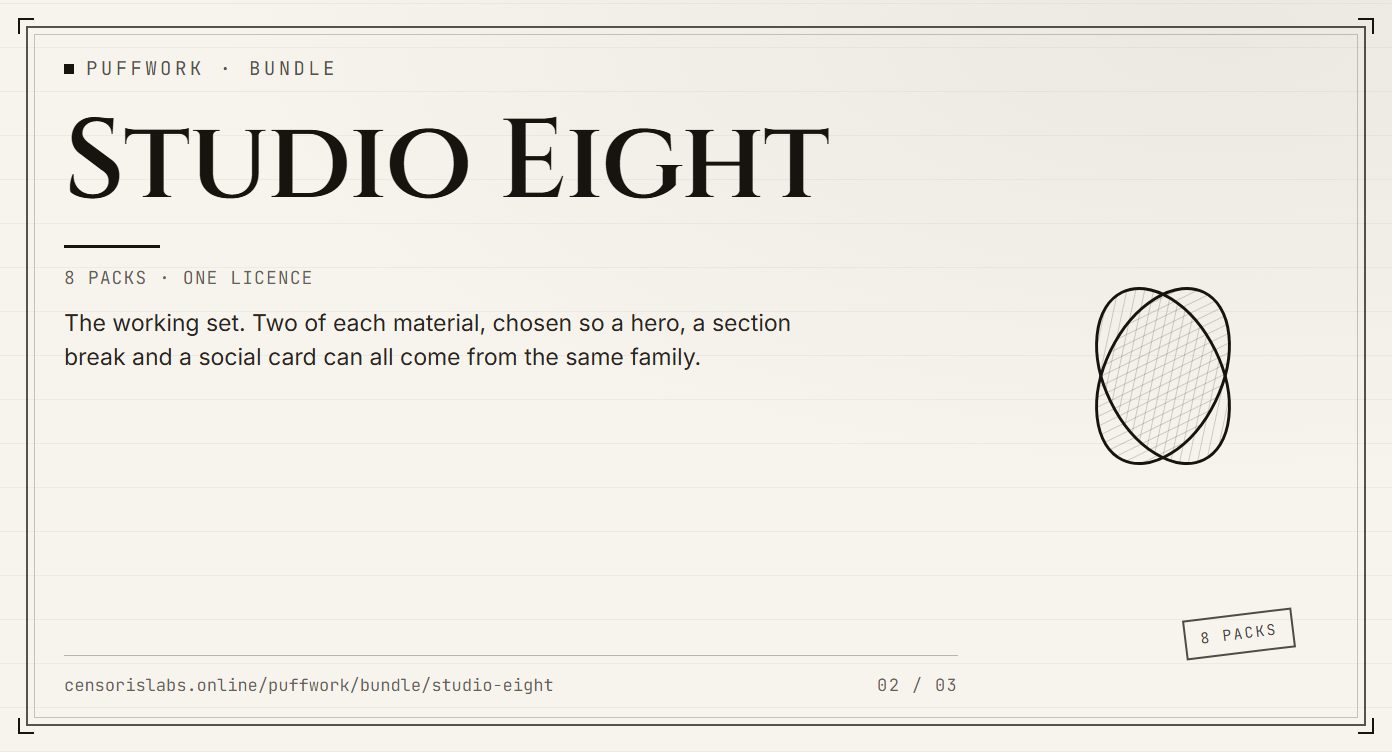 PUFFWORK · BUNDLE
STUDIO EIGHT
8 PACKS · ONE LICENCE
The working set. Two of each material, chosen so a hero, a section
break and a social card can all come from the same family.
8 PACKS
censorislabs.online/puffwork/bundle/studio-eight
02 / 03